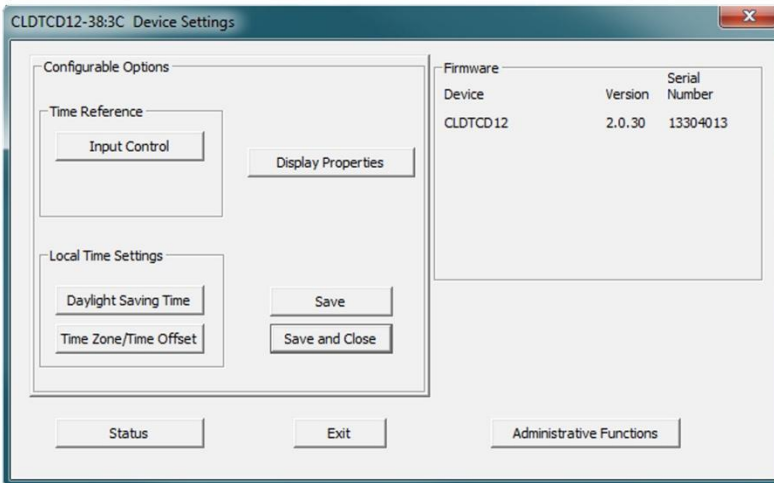 CLDTCD12-38:3C Device Settings
Configurable Options
Time Reference
Input Control
Display Properties
Local Time Settings
Daylight Saving Time
Time Zone/Time Offset
Save
Save and Close
Firmware
Device Version Serial Number
CLDTCD12 2.0.30 13304013
Status
Exit
Administrative Functions